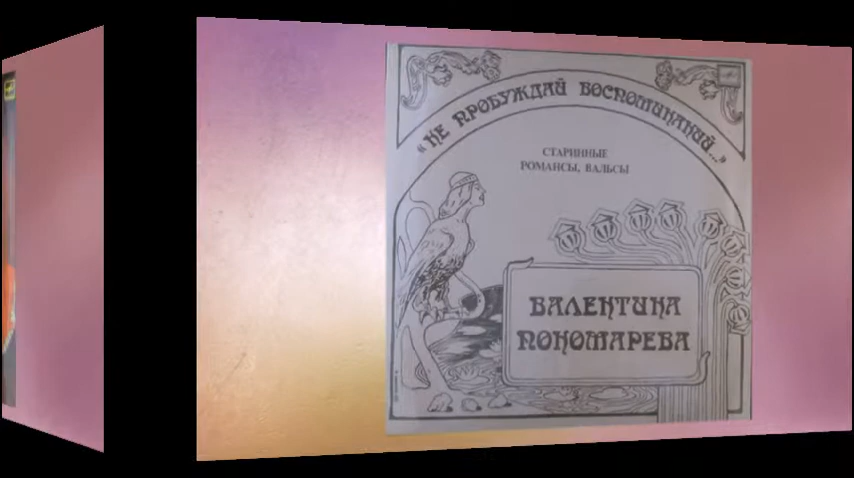 « НЕ ПРОБУЖДАЙ ВОСПОМИНАНИЙ... »
СТАРИННЫЕ
РОМАНСЫ, ВАЛЬСЫ
ВАЛЕНТИНА
ПОНОМАРЕВА